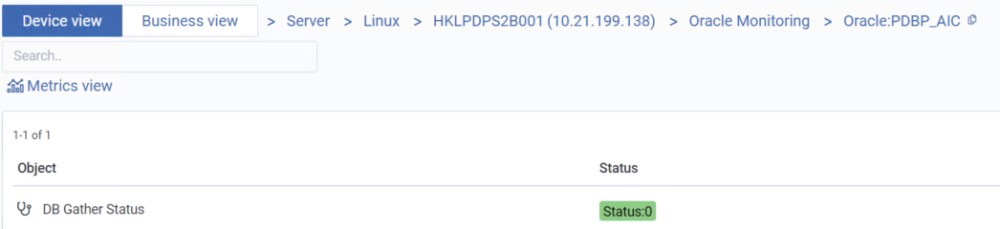 Device view Business view > Server > Linux > HKLPDPS2B001 (10.21.199.138) > Oracle Monitoring > Oracle:PDBP_AIC
Search..
Metrics view
1-1 of 1
Object Status
DB Gather Status Status:0